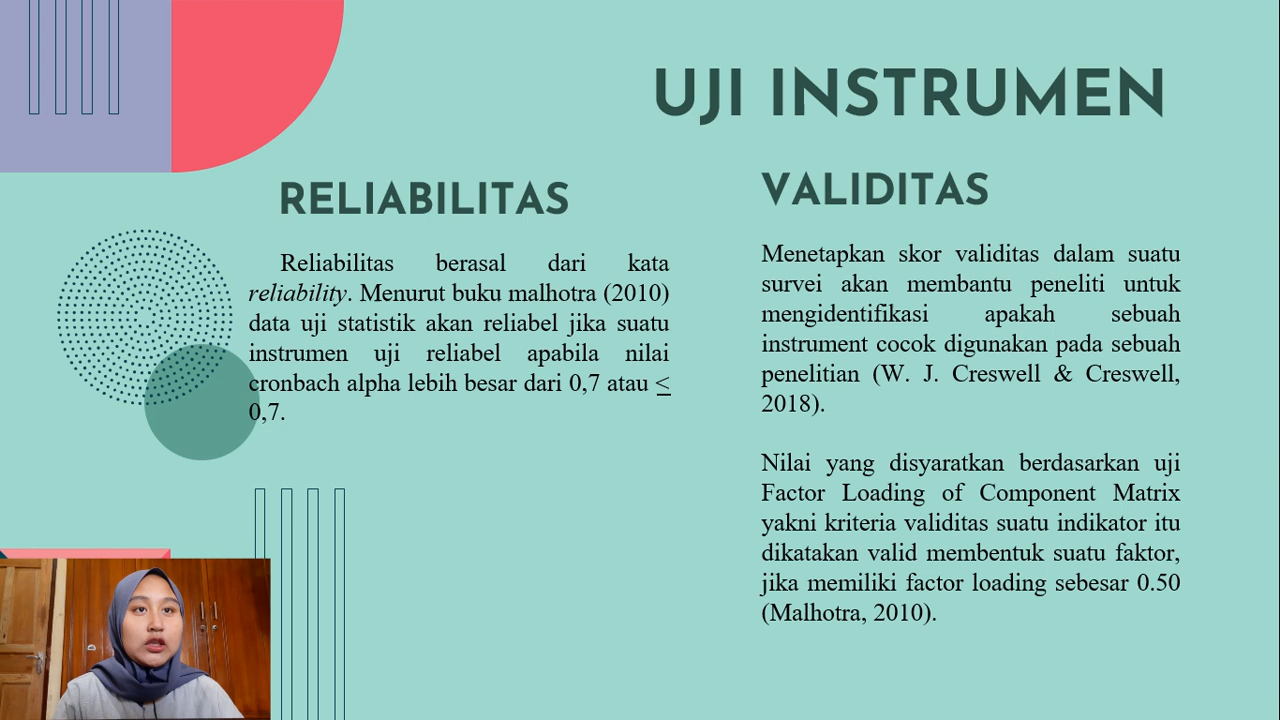 UJI INSTRUMEN
RELIABILITAS
Reliabilitas berasal dari kata
reliability. Menurut buku malhotra (2010)
data uji statistik akan reliabel jika suatu
instrumen uji reliabel apabila nilai
cronbach alpha lebih besar dari 0,7 atau <
0,7.
VALIDITAS
Menetapkan skor validitas dalam suatu
survei akan membantu peneliti untuk
mengidentifikasi apakah sebuah
instrument cocok digunakan pada sebuah
penelitian (W. J. Creswell & Creswell,
2018).
Nilai yang disyaratkan berdasarkan uji
Factor Loading of Component Matrix
yakni kriteria validitas suatu indikator itu
dikatakan valid membentuk suatu faktor,
jika memiliki factor loading sebesar 0.50
(Malhotra, 2010).